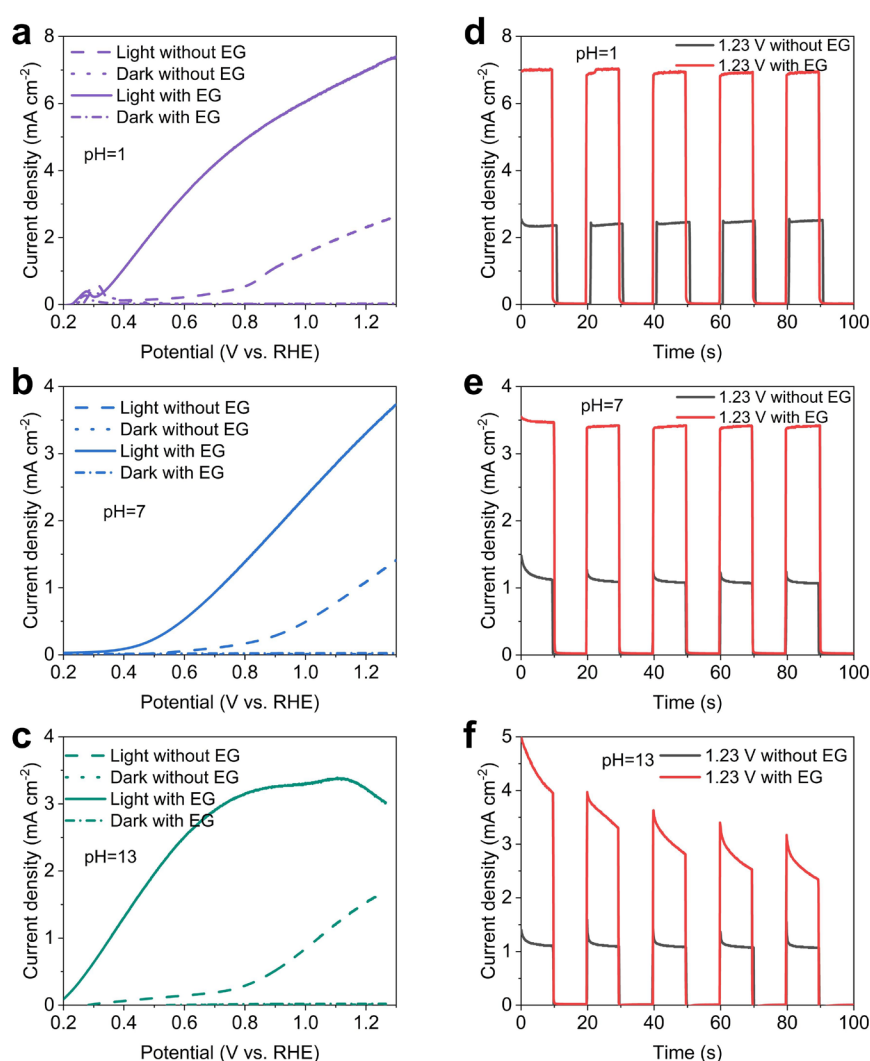 a
Light without EG
Dark without EG
Light with EG
Dark with EG
pH=1
Current density (mA cm⁻²)
8
6
4
2
0
0.2 0.4 0.6 0.8 1.0 1.2
Potential (V vs. RHE)
d
pH=1
1.23 V without EG
1.23 V with EG
Current density (mA cm⁻²)
8
6
4
2
0
0 20 40 60 80 100
Time (s)
b
Light without EG
Dark without EG
Light with EG
Dark with EG
pH=7
Current density (mA cm⁻²)
4
3
2
1
0
0.2 0.4 0.6 0.8 1.0 1.2
Potential (V vs. RHE)
e
pH=7
1.23 V without EG
1.23 V with EG
Current density (mA cm⁻²)
4
3
2
1
0
0 20 40 60 80 100
Time (s)
c
Light without EG
Dark without EG
Light with EG
Dark with EG
pH=13
Current density (mA cm⁻²)
4
3
2
1
0
0.2 0.4 0.6 0.8 1.0 1.2
Potential (V vs. RHE)
f
pH=13
1.23 V without EG
1.23 V with EG
Current density (mA cm⁻²)
5
4
3
2
1
0
0 20 40 60 80 100
Time (s)